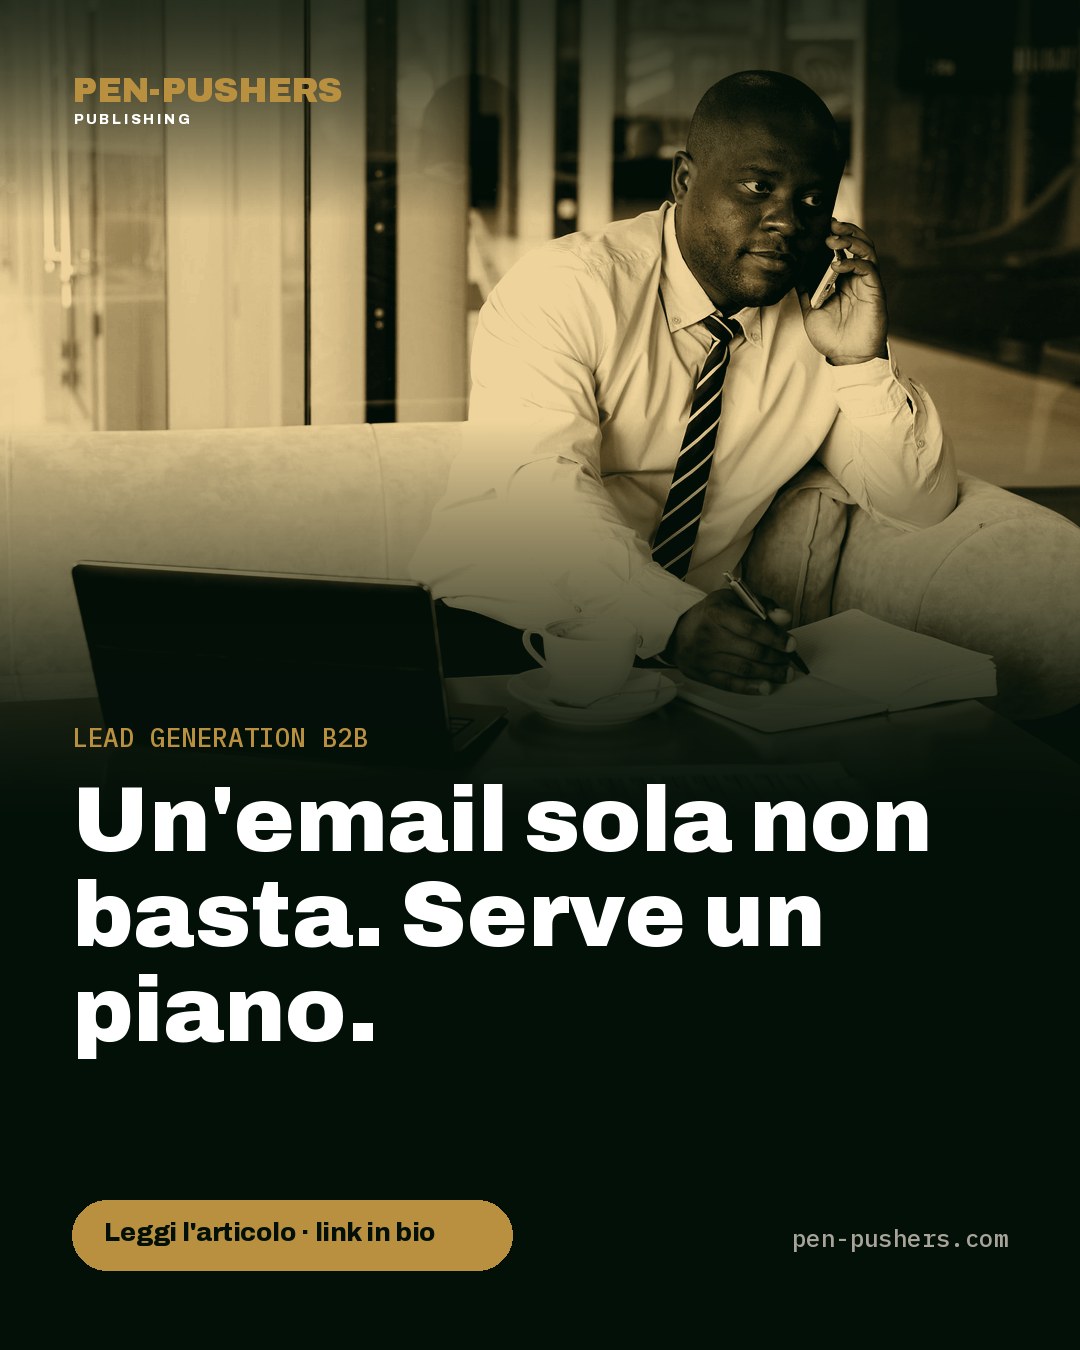 PEN-PUSHERS
PUBLISHING
LEAD GENERATION B2B
Un'email sola non
basta. Serve un
piano.
Leggi l'articolo · link in bio
pen-pushers.com